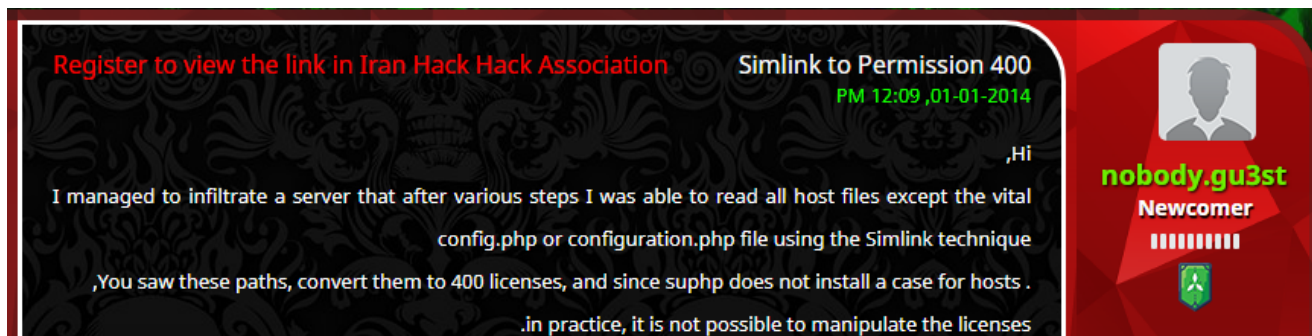 Register to view the link in Iran Hack Hack Association
Simlink to Permission 400
PM 12:09 ,01-01-2014
,Hi
I managed to infiltrate a server that after various steps I was able to read all host files except the vital
config.php or configuration.php file using the Simlink technique
,You saw these paths, convert them to 400 licenses, and since suphp does not install a case for hosts .
.in practice, it is not possible to manipulate the licenses
nobody.gu3st
Newcomer